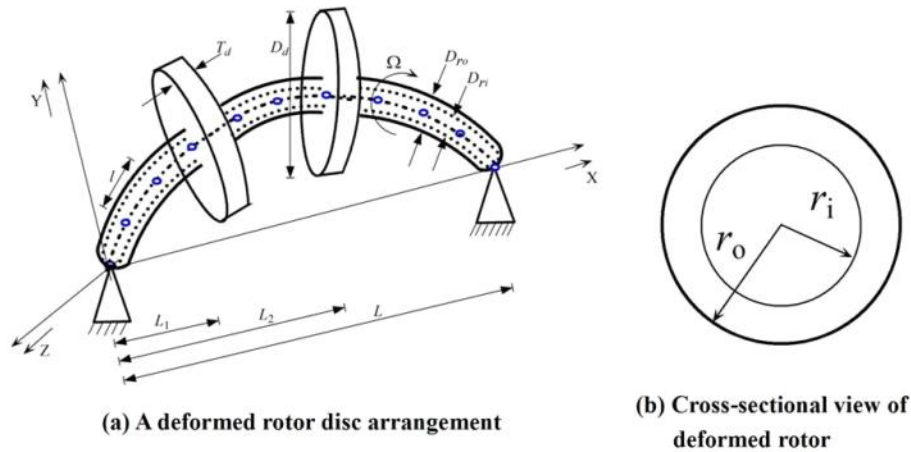 T_d
D_d
Ω
D_ro
D_ri
Y
l
X
L_1
L_2
L
Z
r_i
r_o
(a) A deformed rotor disc arrangement
(b) Cross-sectional view of
deformed rotor